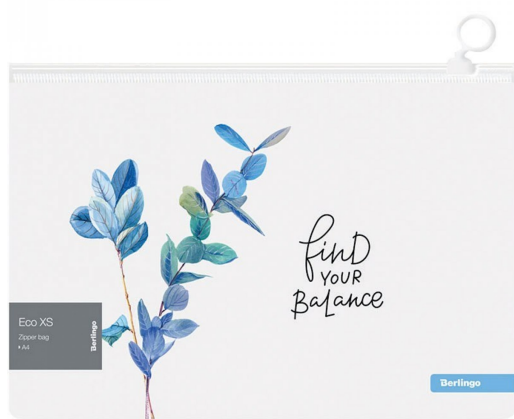 finD
YOUR
BaLance
Eco XS
Zipper bag
• A4
Berlingo
Berlingo